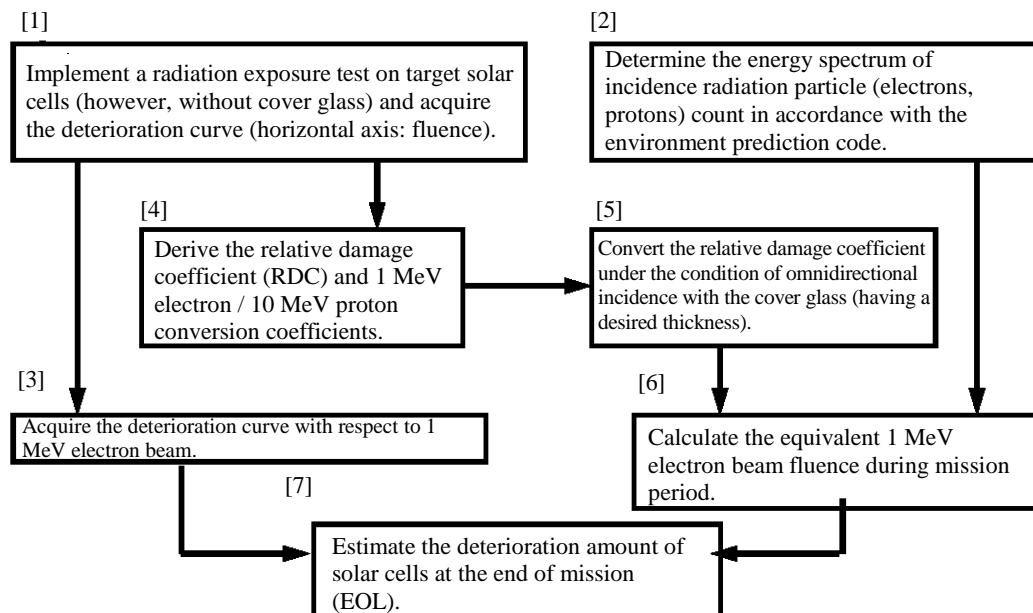 [1]
Implement a radiation exposure test on target solar
cells (however, without cover glass) and acquire
the deterioration curve (horizontal axis: fluence).
[2]
Determine the energy spectrum of
incidence radiation particle (electrons,
protons) count in accordance with the
environment prediction code.
[4]
Derive the relative damage
coefficient (RDC) and 1 MeV
electron / 10 MeV proton
conversion coefficients.
[5]
Convert the relative damage coefficient
under the condition of omnidirectional
incidence with the cover glass (having a
desired thickness).
[3]
Acquire the deterioration curve with respect to 1
MeV electron beam.
[6]
Calculate the equivalent 1 MeV
electron beam fluence during mission
period.
[7]
Estimate the deterioration amount of
solar cells at the end of mission
(EOL).